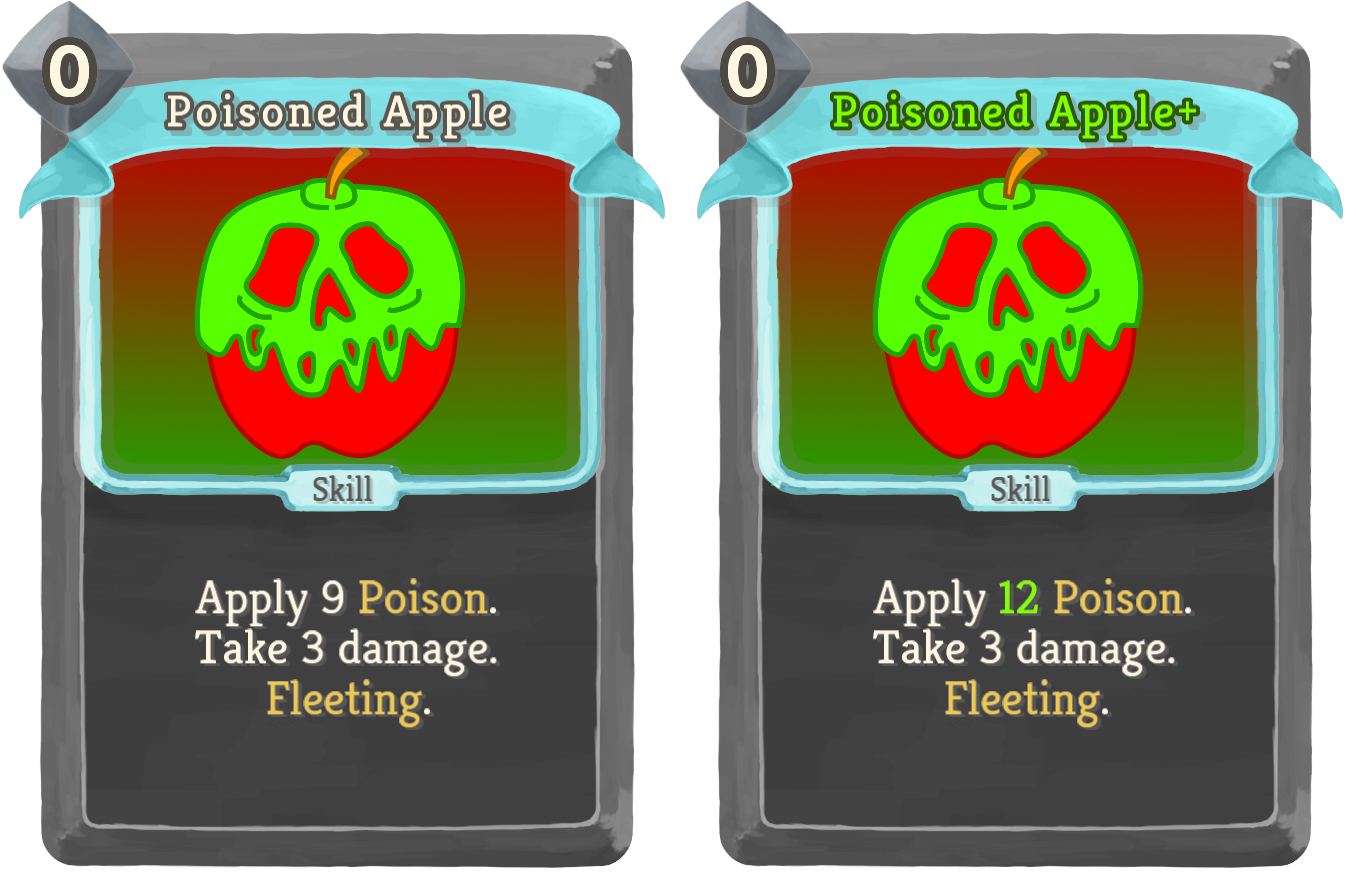 0
Poisoned Apple
Skill
Apply 9 Poison.
Take 3 damage.
Fleeting.
0
Poisoned Apple+
Skill
Apply 12 Poison.
Take 3 damage.
Fleeting.